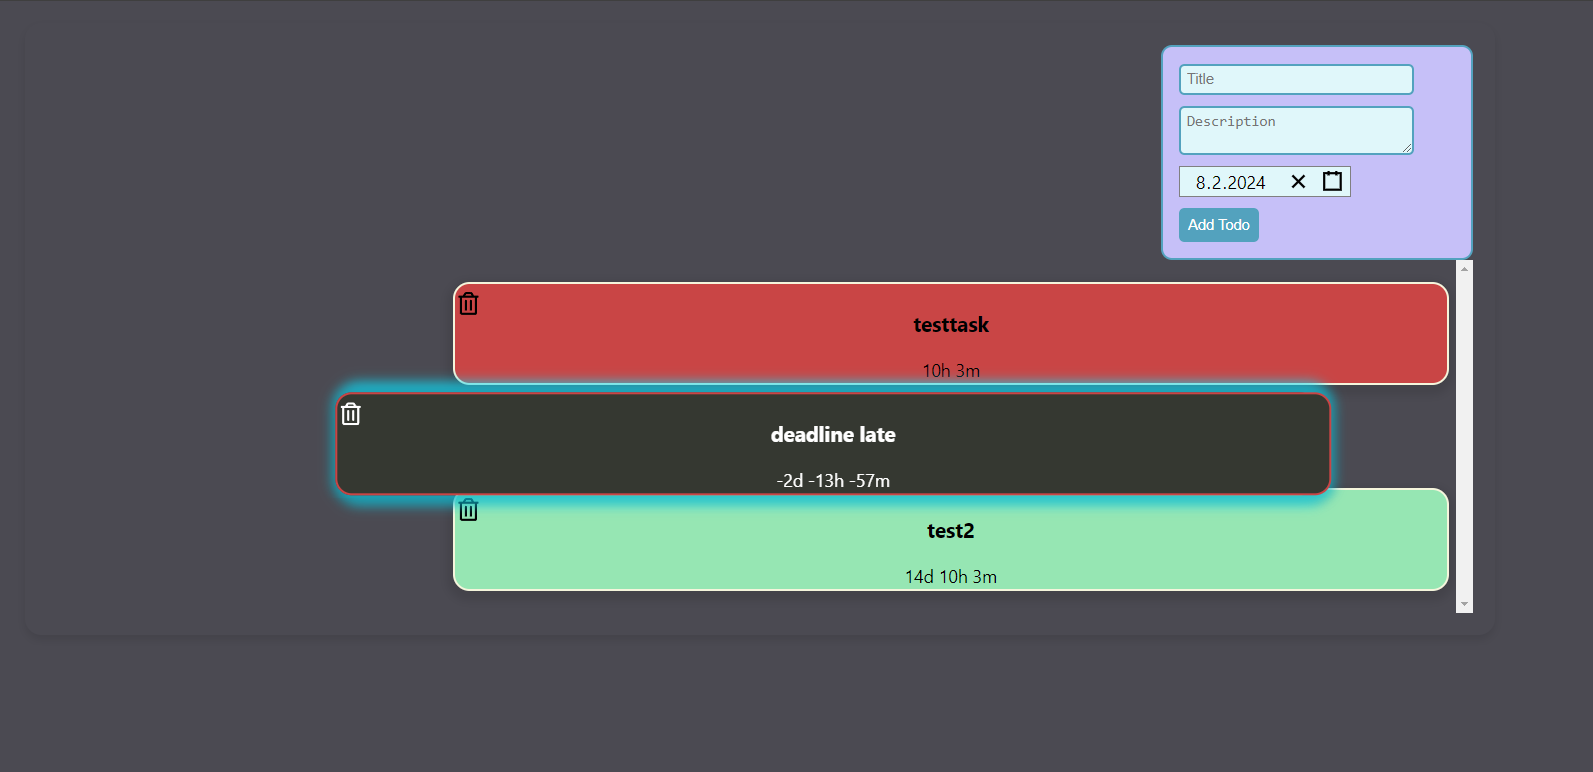 Title
Description
8.2.2024
Add Todo
testtask
10h 3m
deadline late
-2d -13h -57m
test2
14d 10h 3m